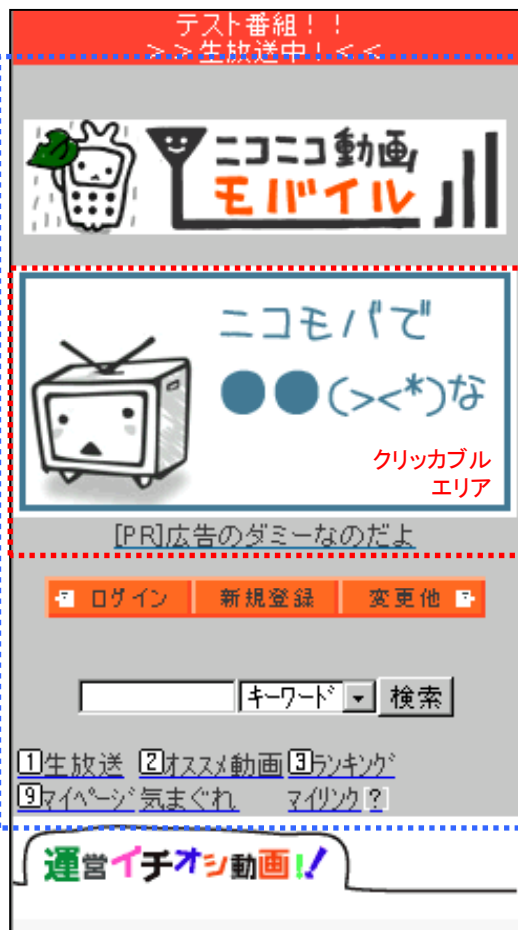 テスト番組!!
>>生放送中!<<
ニコニコ動画
モバイル
ニコモバで
●●(><*)な
クリッカブル
エリア
[PR]広告のダミーなのだよ
ログイン 新規登録 変更他
キーワード 検索
1生放送 2オススメ動画 3ランキング
9マイページ 気まぐれ マイリンク[?]
運営イチオシ動画!!